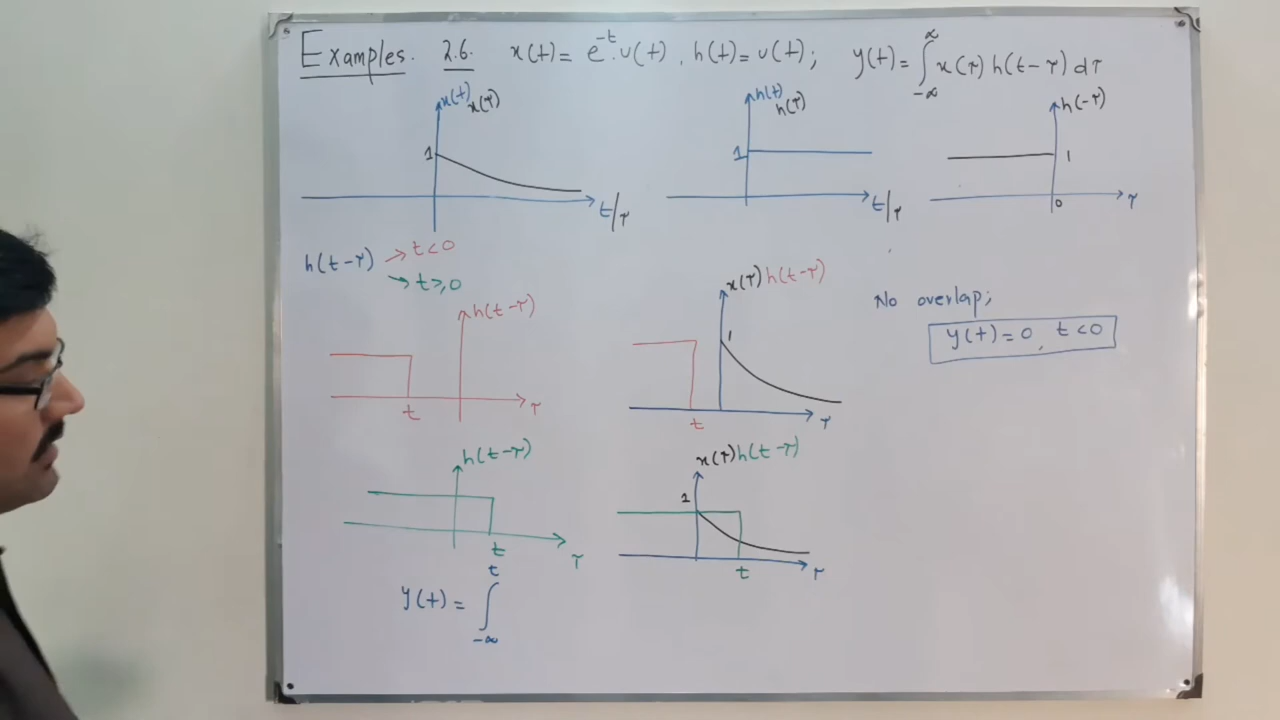 Examples. 2.6. x(t)= e^-t.u(t), h(t)=u(t); y(t)= ∫_-∞^∞ x(τ) h(t-τ) dτ
x(t) x(τ)
1
t/τ
h(t) h(τ)
1
t/τ
h(-τ)
1
0
τ
h(t-τ) → t<0
→ t≥0
h(t-τ)
t
τ
x(τ) h(t-τ)
1
t
τ
No overlap;
y(t)=0, t<0
h(t-τ)
t
τ
x(τ) h(t-τ)
1
t
τ
y(t) = ∫_-∞^t